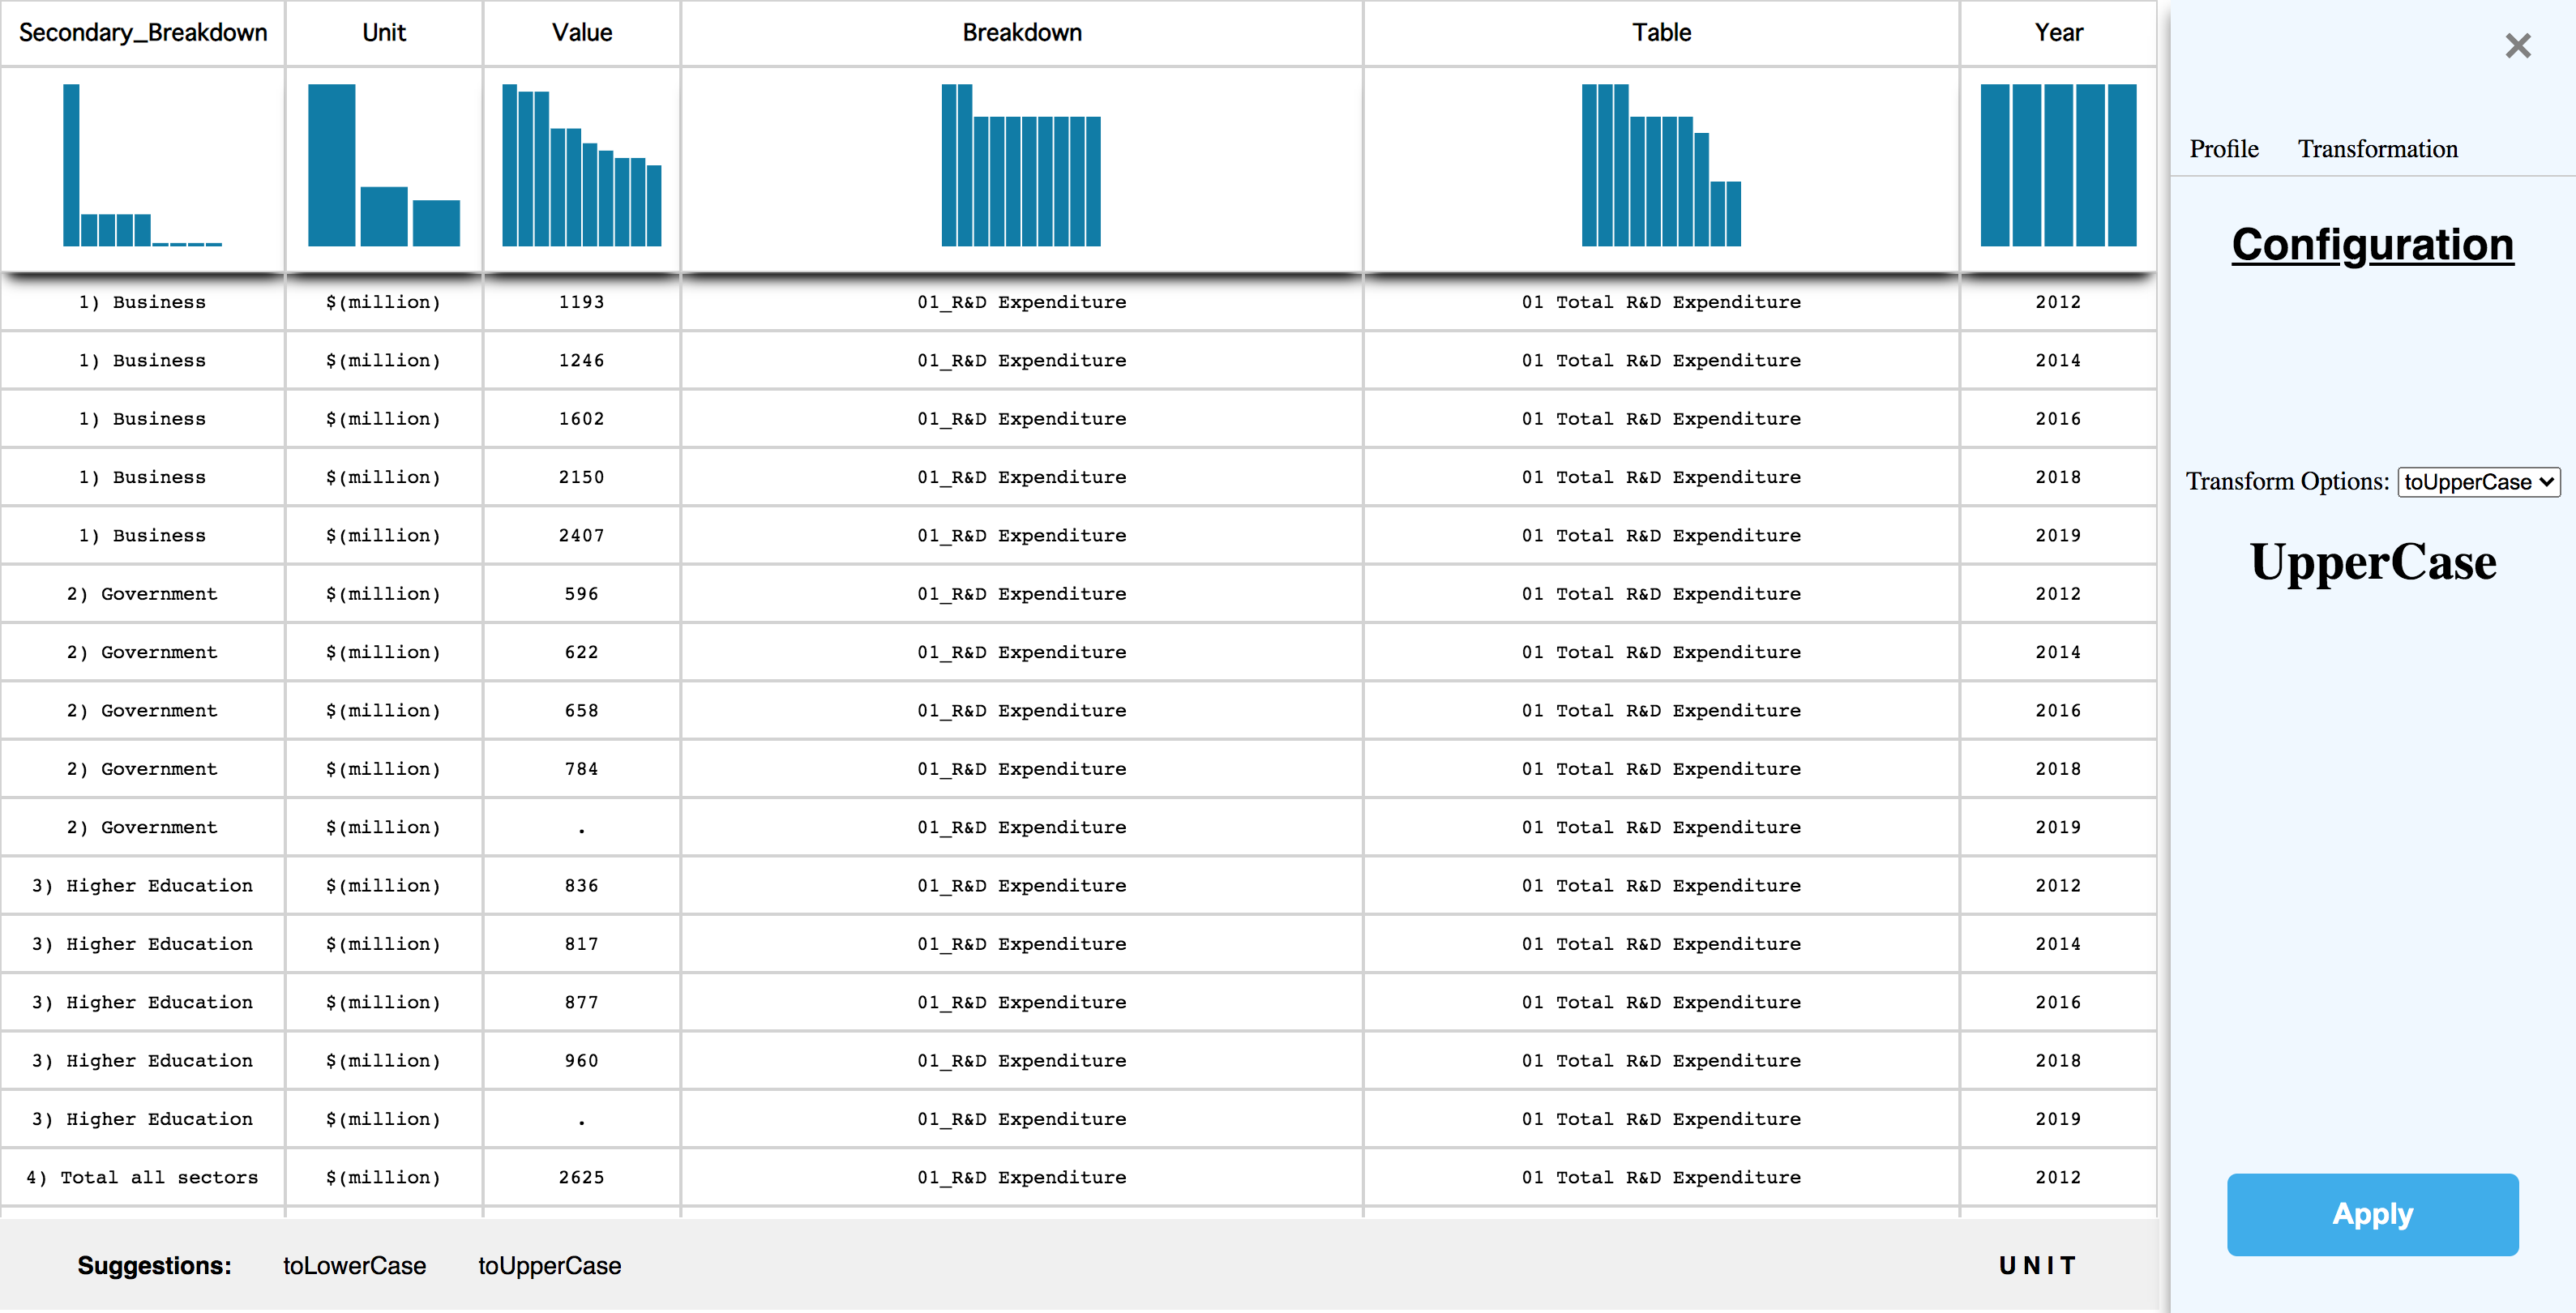 Secondary_Breakdown Unit Value Breakdown Table Year
1) Business $(million) 1193 01_R&D Expenditure 01 Total R&D Expenditure 2012
1) Business $(million) 1246 01_R&D Expenditure 01 Total R&D Expenditure 2014
1) Business $(million) 1602 01_R&D Expenditure 01 Total R&D Expenditure 2016
1) Business $(million) 2150 01_R&D Expenditure 01 Total R&D Expenditure 2018
1) Business $(million) 2407 01_R&D Expenditure 01 Total R&D Expenditure 2019
2) Government $(million) 596 01_R&D Expenditure 01 Total R&D Expenditure 2012
2) Government $(million) 622 01_R&D Expenditure 01 Total R&D Expenditure 2014
2) Government $(million) 658 01_R&D Expenditure 01 Total R&D Expenditure 2016
2) Government $(million) 784 01_R&D Expenditure 01 Total R&D Expenditure 2018
2) Government $(million) . 01_R&D Expenditure 01 Total R&D Expenditure 2019
3) Higher Education $(million) 836 01_R&D Expenditure 01 Total R&D Expenditure 2012
3) Higher Education $(million) 817 01_R&D Expenditure 01 Total R&D Expenditure 2014
3) Higher Education $(million) 877 01_R&D Expenditure 01 Total R&D Expenditure 2016
3) Higher Education $(million) 960 01_R&D Expenditure 01 Total R&D Expenditure 2018
3) Higher Education $(million) . 01_R&D Expenditure 01 Total R&D Expenditure 2019
4) Total all sectors $(million) 2625 01_R&D Expenditure 01 Total R&D Expenditure 2012
Suggestions: toLowerCase toUpperCase UNIT
×
Profile Transformation
Configuration
Transform Options: toUpperCase
UpperCase
Apply